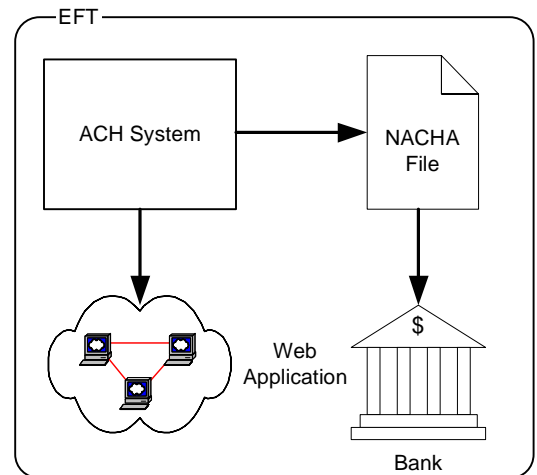 EFT
ACH System
NACHA
File
$
Web
Application
Bank